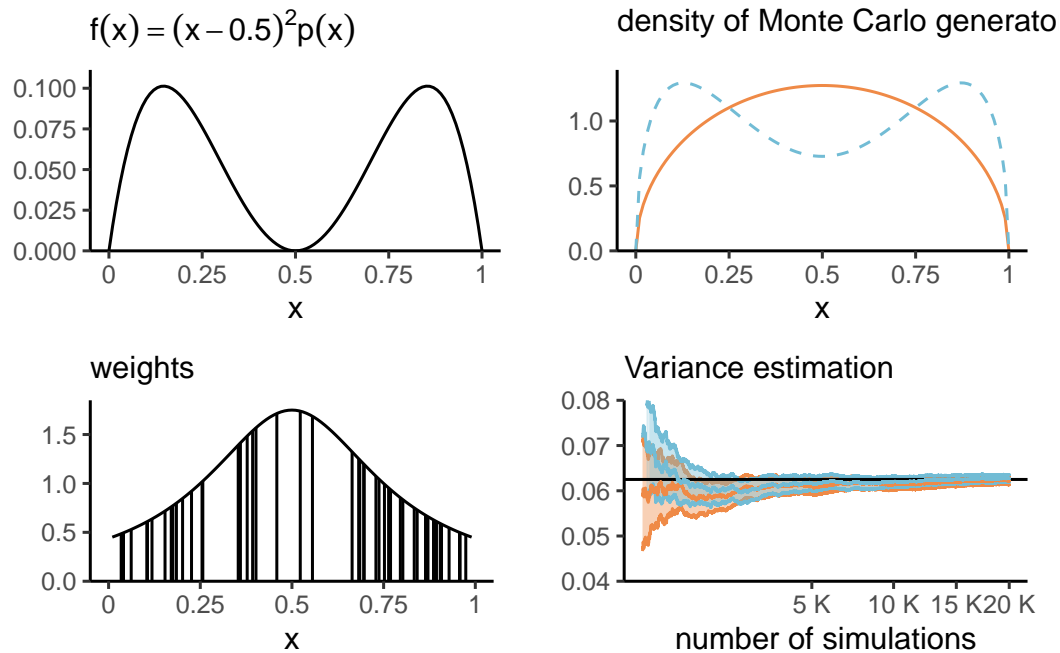 f(x) = (x − 0.5)²p(x)
0.100
0.075
0.050
0.025
0.000
0 0.25 0.5 0.75 1
x
density of Monte Carlo generato
1.0
0.5
0.0
0 0.25 0.5 0.75 1
x
weights
1.5
1.0
0.5
0.0
0 0.25 0.5 0.75 1
x
Variance estimation
0.08
0.07
0.06
0.05
0.04
5 K 10 K 15 K 20 K
number of simulations